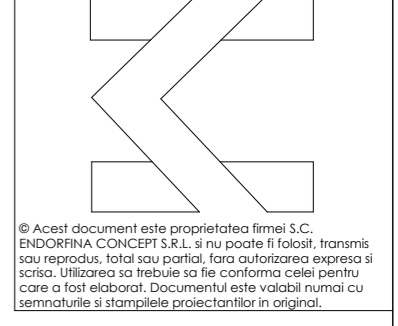 © Acest document este proprietatea firmei S.C.
ENDORFINA CONCEPT S.R.L. si nu poate fi folosit, transmis
sau reprodus, total sau partial, fara autorizarea expresa si
scrisa. Utilizarea sa trebuie sa fie conforma celei pentru
care a fost elaborat. Documentul este valabil numai cu
semnaturile si stampilele proiectantilor in original.